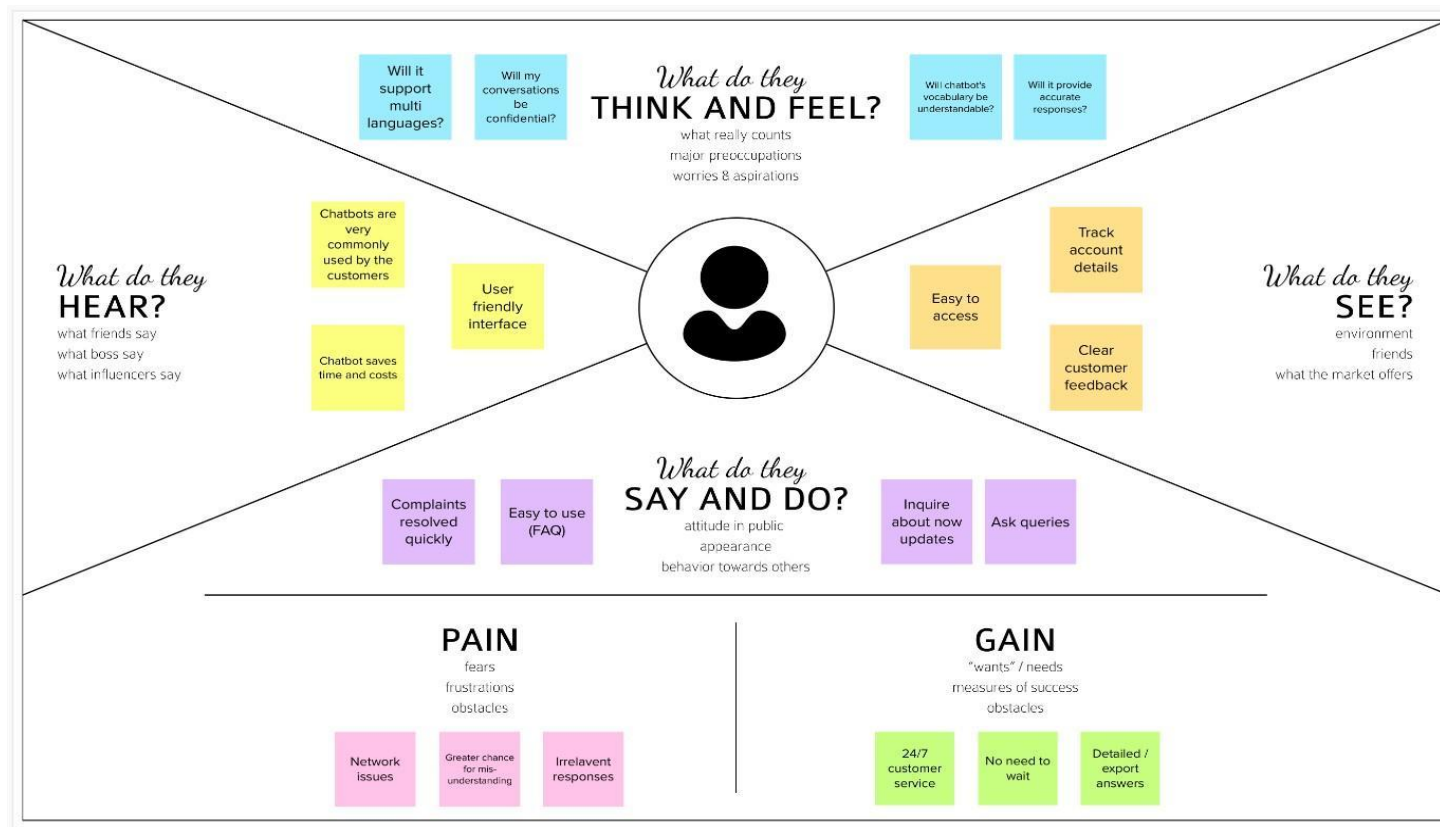 Will it
support
multi
languages?
Will my
conversations
be
confidential?
What do they
THINK AND FEEL?
what really counts
major preoccupations
worries & aspirations
Will chatbot's
vocabulary be
understandable?
Will it provide
accurate
responses?
What do they
HEAR?
what friends say
what boss say
what influencers say
Chatbots are
very
commonly
used by the
customers
User
friendly
interface
Chatbot saves
time and costs
Easy to
access
Track
account
details
Clear
customer
feedback
What do they
SEE?
environment
friends
what the market offers
Complaints
resolved
quickly
Easy to use
(FAQ)
What do they
SAY AND DO?
attitude in public
appearance
behavior towards others
Inquire
about now
updates
Ask queries
PAIN
fears
frustrations
obstacles
Network
issues
Greater chance
for mis-
understanding
Irrelavent
responses
GAIN
"wants" / needs
measures of success
obstacles
24/7
customer
service
No need to
wait
Detailed /
export
answers